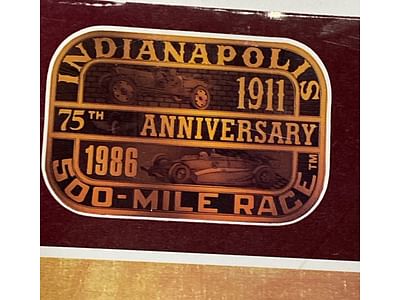 INDIANAPOLIS
1911
75TH ANNIVERSARY
1986
500-MILE RACE™